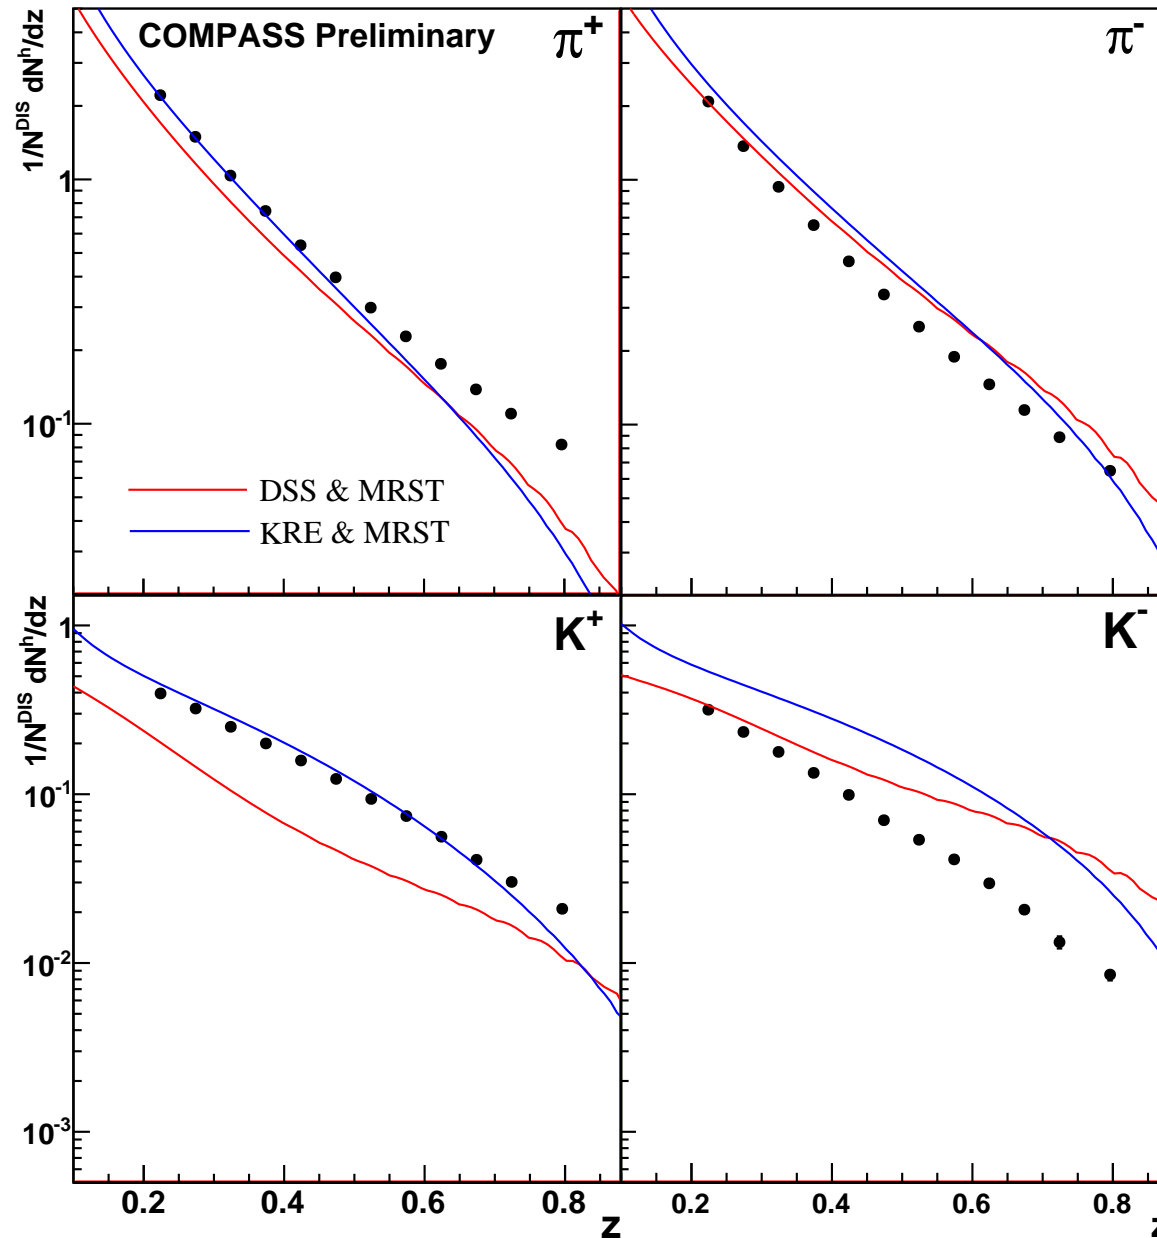 COMPASS Preliminary
π+
π-
1/N^DIS dN^h/dz
1
10^-1
DSS & MRST
KRE & MRST
K+
K-
1/N^DIS dN^h/dz
1
10^-1
10^-2
10^-3
0.2 0.4 0.6 0.8
z
0.2 0.4 0.6 0.8
z